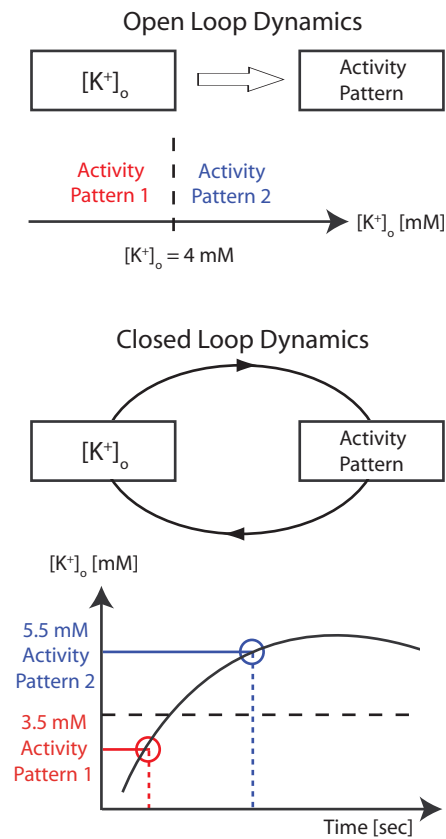 Open Loop Dynamics
[K⁺]ₒ
Activity
Pattern
Activity
Pattern 1
Activity
Pattern 2
[K⁺]ₒ [mM]
[K⁺]ₒ = 4 mM
Closed Loop Dynamics
[K⁺]ₒ
Activity
Pattern
[K⁺]ₒ [mM]
5.5 mM
Activity
Pattern 2
3.5 mM
Activity
Pattern 1
Time [sec]